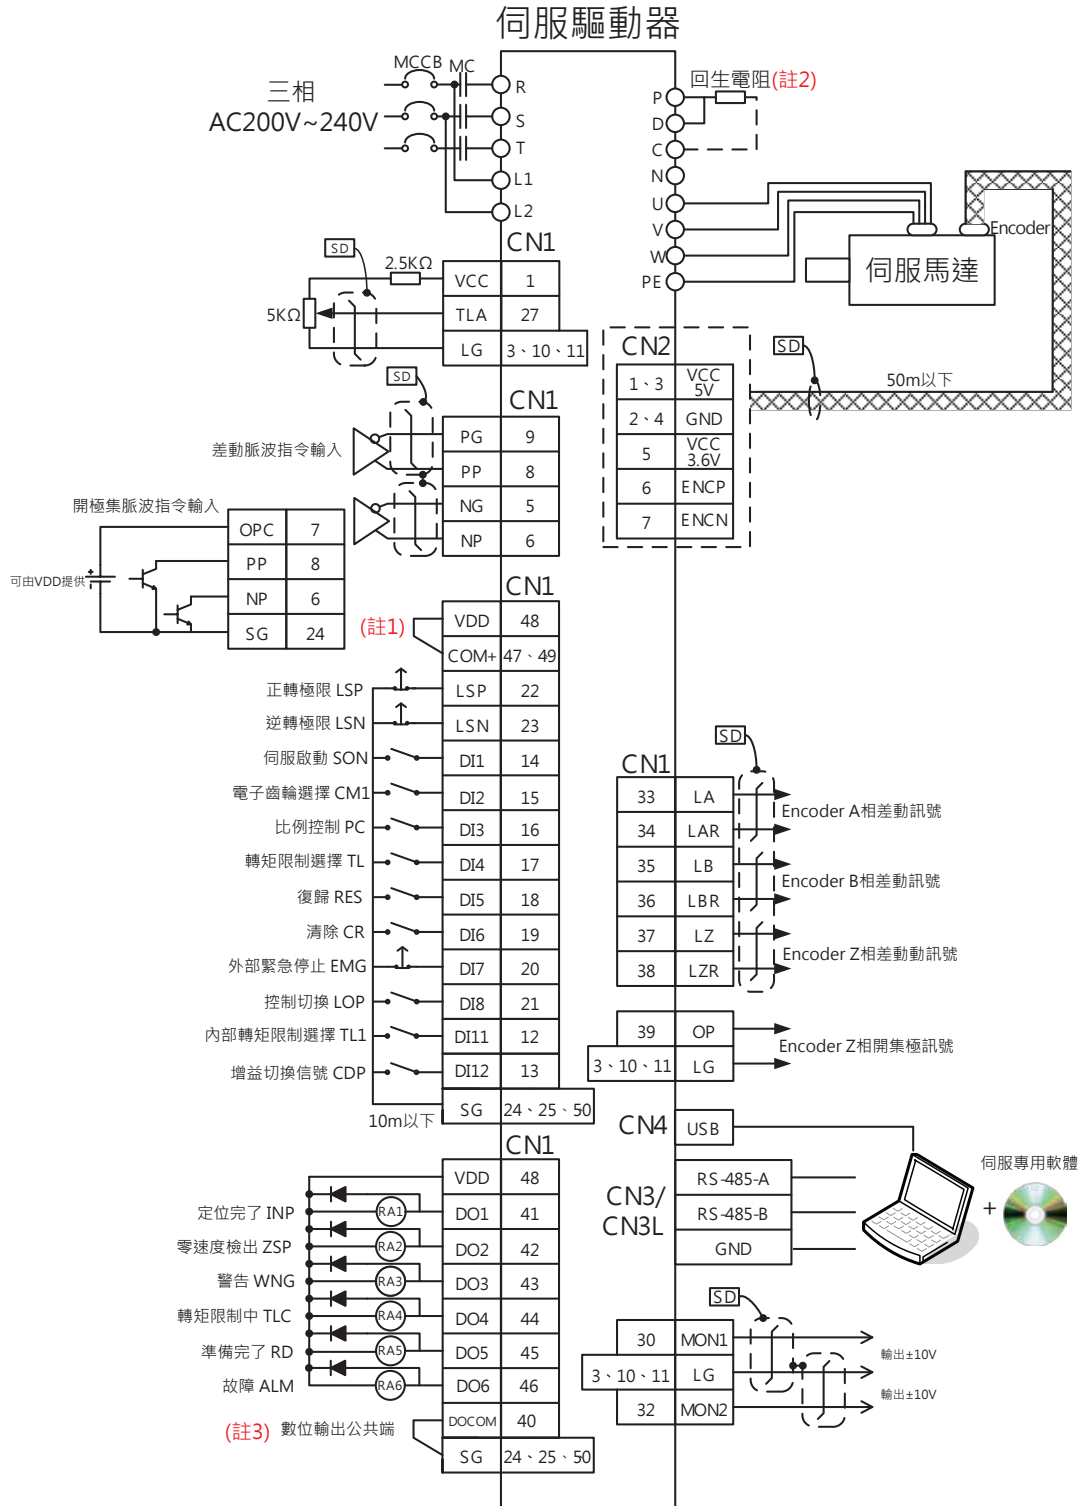 伺服驅動器
MCCB
MC
三相
AC200V~240V
R
S
T
L1
L2
回生電阻(註2)
P
D
C
N
U
V
W
PE
Encoder
伺服馬達
CN1
SD
2.5KΩ
5KΩ
VCC 1
TLA 27
LG 3、10、11
SD
CN1
差動脈波指令輸入
PG 9
PP 8
NG 5
NP 6
開極集脈波指令輸入
可由VDD提供
+
-
OPC 7
PP 8
NP 6
SG 24
CN2
SD
50m以下
1、3 VCC 5V
2、4 GND
5 VCC 3.6V
6 ENCP
7 ENCN
CN1
(註1)
VDD 48
COM+ 47、49
正轉極限 LSP LSP 22
逆轉極限 LSN LSN 23
伺服啟動 SON DI1 14
電子齒輪選擇 CM1 DI2 15
比例控制 PC DI3 16
轉矩限制選擇 TL DI4 17
復歸 RES DI5 18
清除 CR DI6 19
外部緊急停止 EMG DI7 20
控制切換 LOP DI8 21
內部轉矩限制選擇 TL1 DI11 12
增益切換信號 CDP DI12 13
10m以下 SG 24、25、50
CN1
VDD 48
定位完了 INP RA1 DO1 41
零速度檢出 ZSP RA2 DO2 42
警告 WNG RA3 DO3 43
轉矩限制中 TLC RA4 DO4 44
準備完了 RD RA5 DO5 45
故障 ALM RA6 DO6 46
(註3) 數位輸出公共端 DOCOM 40
SG 24、25、50
SD
CN1
33 LA
34 LAR
Encoder A相差動訊號
35 LB
36 LBR
Encoder B相差動訊號
37 LZ
38 LZR
Encoder Z相差動動訊號
39 OP
3、10、11 LG
Encoder Z相開集極訊號
CN4 USB
CN3/
CN3L
RS-485-A
RS-485-B
GND
伺服專用軟體
+
SD
30 MON1
輸出±10V
3、10、11 LG
輸出±10V
32 MON2